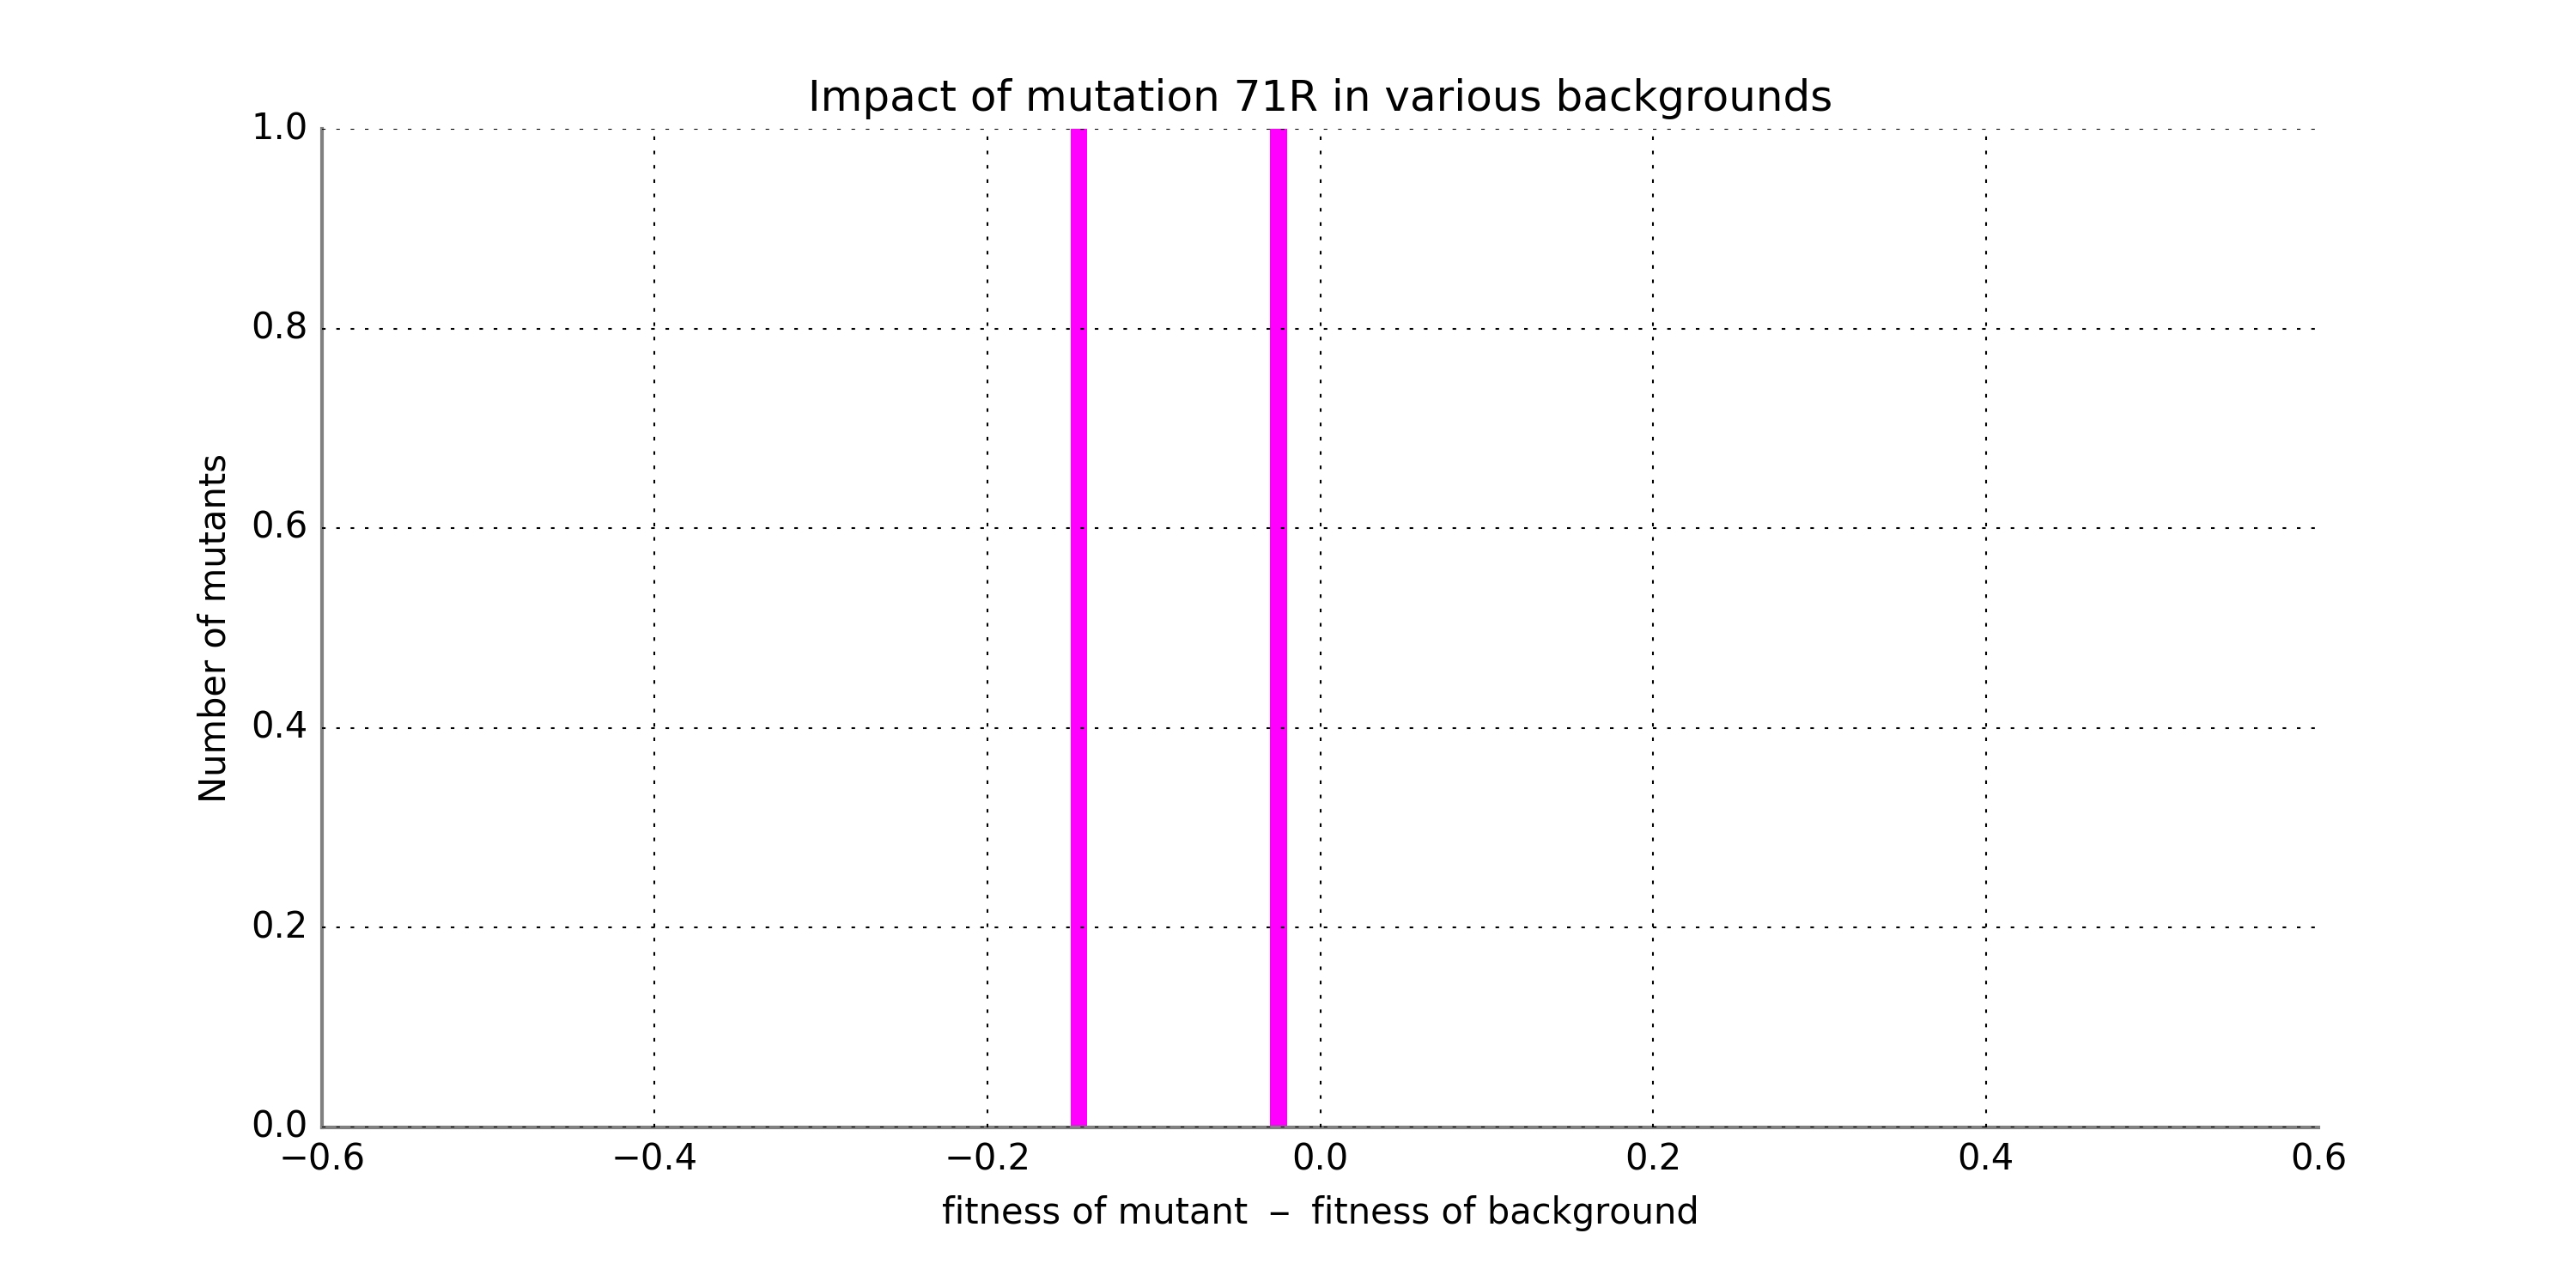 Impact of mutation 71R in various backgrounds
1.0
0.8
0.6
0.4
0.2
0.0
Number of mutants
−0.6 −0.4 −0.2 0.0 0.2 0.4 0.6
fitness of mutant − fitness of background